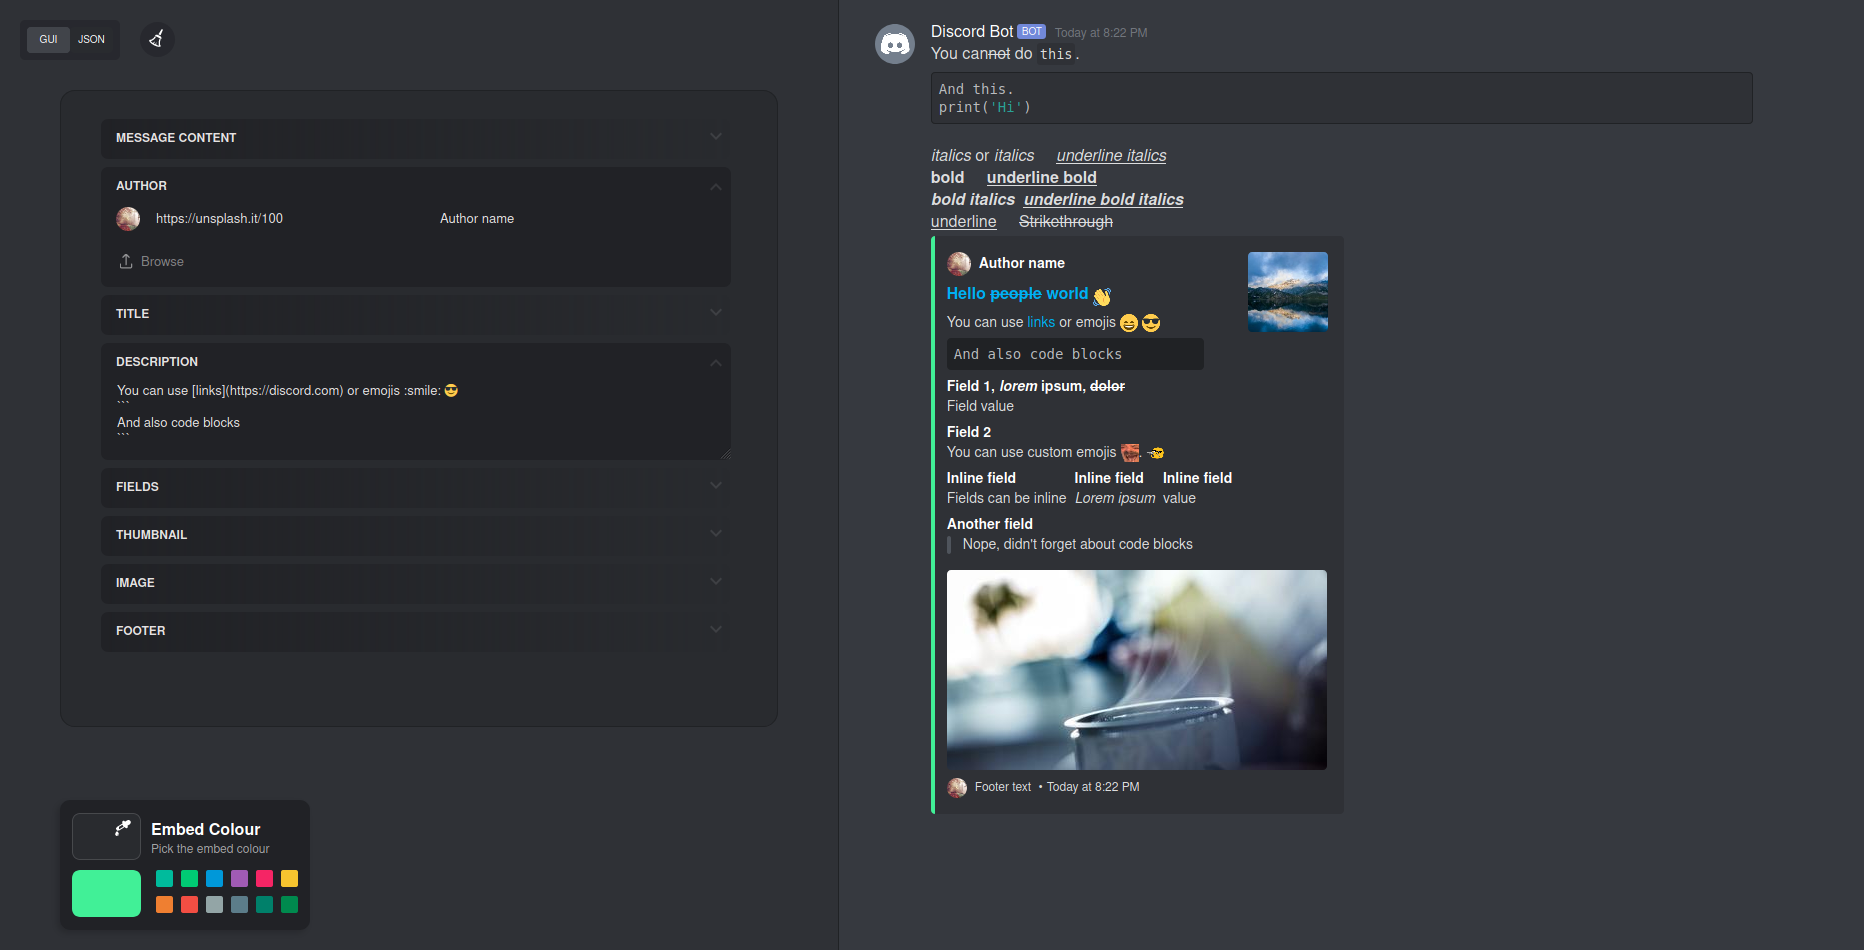 GUI JSON
MESSAGE CONTENT
AUTHOR
https://unsplash.it/100 Author name
Browse
TITLE
DESCRIPTION
You can use [links](https://discord.com) or emojis :smile: 😎
```
And also code blocks
```
FIELDS
THUMBNAIL
IMAGE
FOOTER
Embed Colour
Pick the embed colour
Discord Bot BOT Today at 8:22 PM
You cannot do this.
And this.
print('Hi')
italics or italics underline italics
bold underline bold
bold italics underline bold italics
underline Strikethrough
Author name
Hello people world 👋
You can use links or emojis 😄 😎
And also code blocks
Field 1, lorem ipsum, dolor
Field value
Field 2
You can use custom emojis .
Inline field Inline field Inline field
Fields can be inline Lorem ipsum value
Another field
Nope, didn't forget about code blocks
Footer text • Today at 8:22 PM